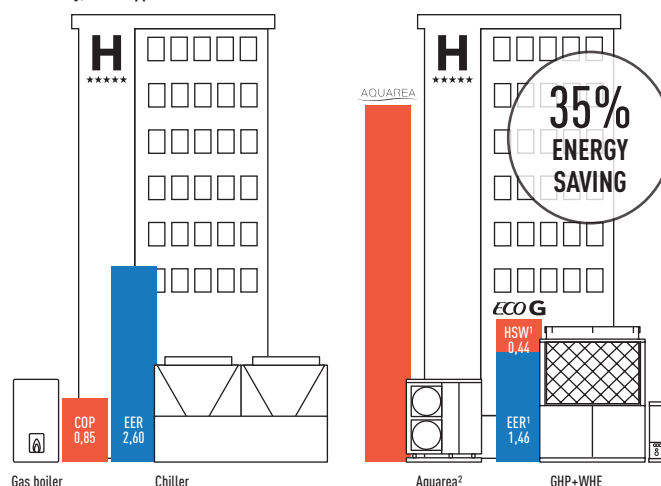 H
★★★★★
COP
0,85
EER
2,60
Gas boiler
Chiller
AQUAREA
H
★★★★★
35%
ENERGY
SAVING
ECO G
HSW¹
0,44
EER¹
1,46
Aquarea²
GHP+WHE